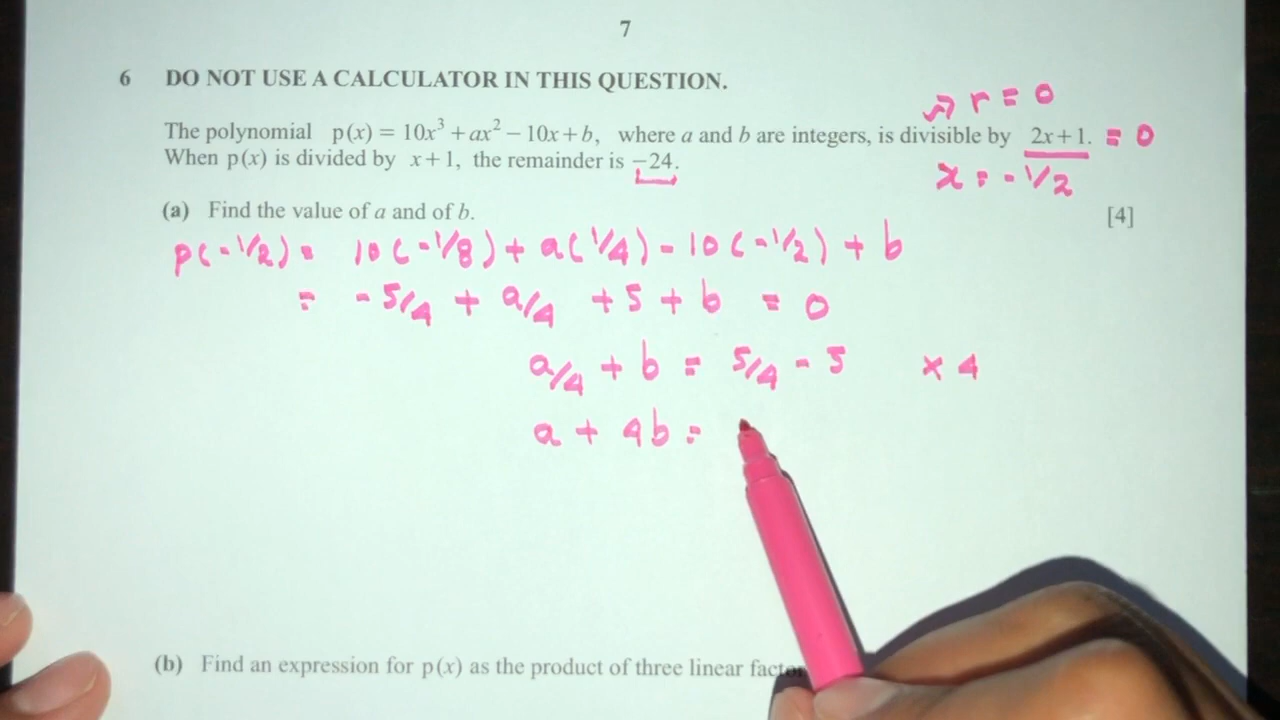 7
6 DO NOT USE A CALCULATOR IN THIS QUESTION.
→ r = 0
The polynomial p(x) = 10x³ + ax² − 10x + b, where a and b are integers, is divisible by 2x + 1. = 0
When p(x) is divided by x + 1, the remainder is −24.
x = -1/2
(a) Find the value of a and of b. [4]
p(-1/2) = 10(-1/8) + a(1/4) - 10(-1/2) + b
= -5/4 + a/4 + 5 + b = 0
a/4 + b = 5/4 - 5 × 4
a + 4b =
(b) Find an expression for p(x) as the product of three linear